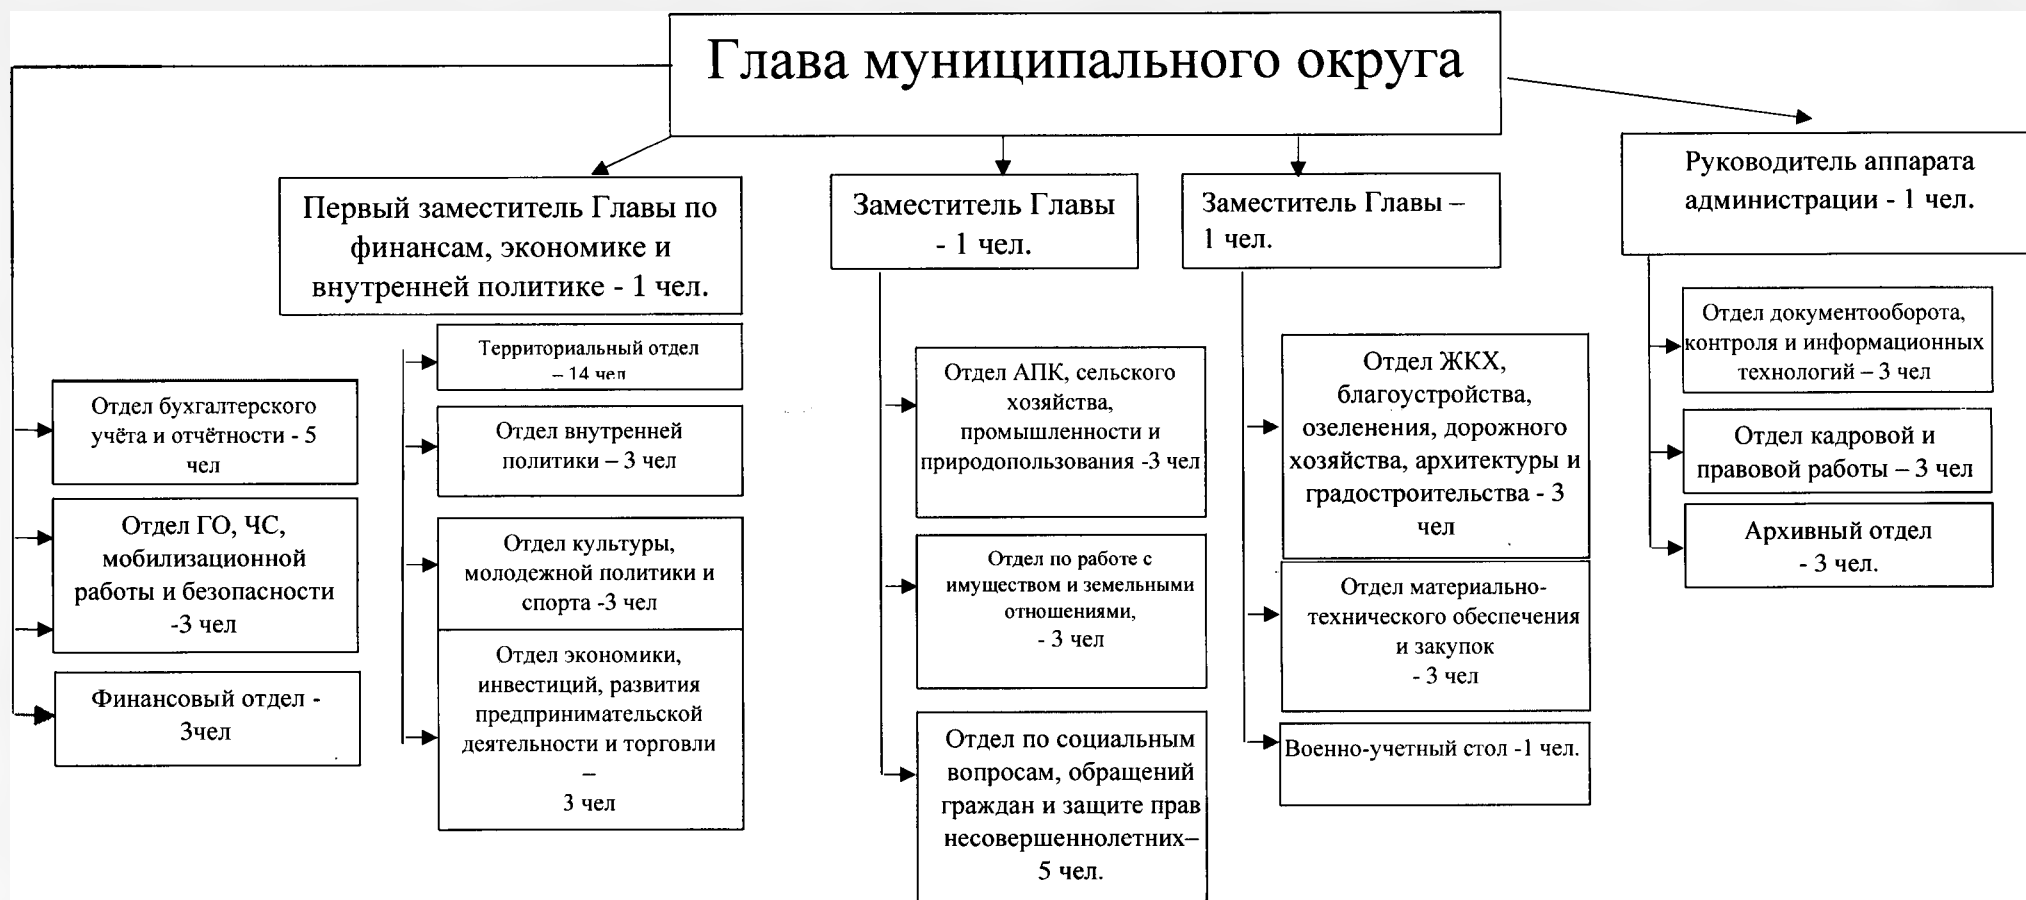 Глава муниципального округа
Первый заместитель Главы по
финансам, экономике и
внутренней политике - 1 чел.
Заместитель Главы
- 1 чел.
Заместитель Главы –
1 чел.
Руководитель аппарата
администрации - 1 чел.
Отдел бухгалтерского
учёта и отчётности - 5
чел
Отдел ГО, ЧС,
мобилизационной
работы и безопасности
-3 чел
Финансовый отдел -
3чел
Территориальный отдел
– 14 чел
Отдел внутренней
политики – 3 чел
Отдел культуры,
молодежной политики и
спорта -3 чел
Отдел экономики,
инвестиций, развития
предпринимательской
деятельности и торговли
–
3 чел
Отдел АПК, сельского
хозяйства,
промышленности и
природопользования -3 чел
Отдел по работе с
имуществом и земельными
отношениями,
- 3 чел
Отдел по социальным
вопросам, обращений
граждан и защите прав
несовершеннолетних–
5 чел.
Отдел ЖКХ,
благоустройства,
озеленения, дорожного
хозяйства, архитектуры и
градостроительства - 3
чел
Отдел материально-
технического обеспечения
и закупок
- 3 чел
Военно-учетный стол -1 чел.
Отдел документооборота,
контроля и информационных
технологий – 3 чел
Отдел кадровой и
правовой работы – 3 чел
Архивный отдел
- 3 чел.